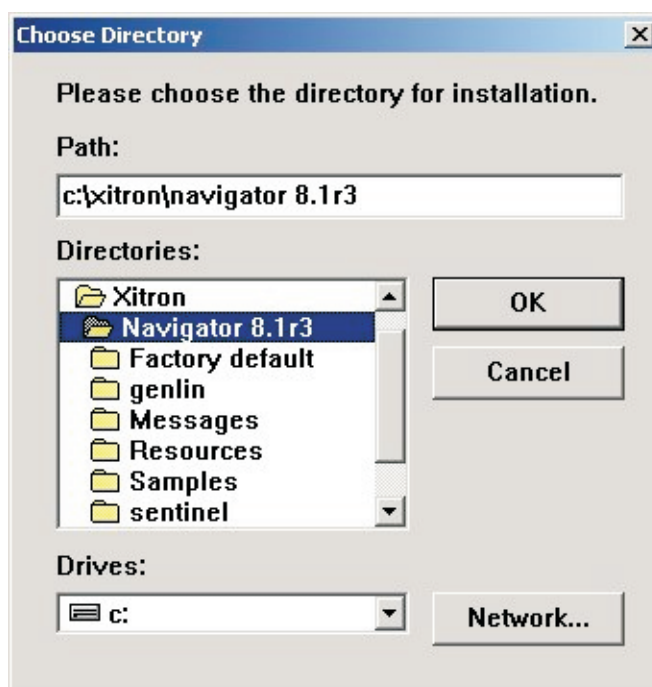 Choose Directory
Please choose the directory for installation.
Path:
c:\xitron\navigator 8.1r3
Directories:
Xitron
Navigator 8.1r3
Factory default
genlin
Messages
Resources
Samples
sentinel
OK
Cancel
Drives:
c:
Network...